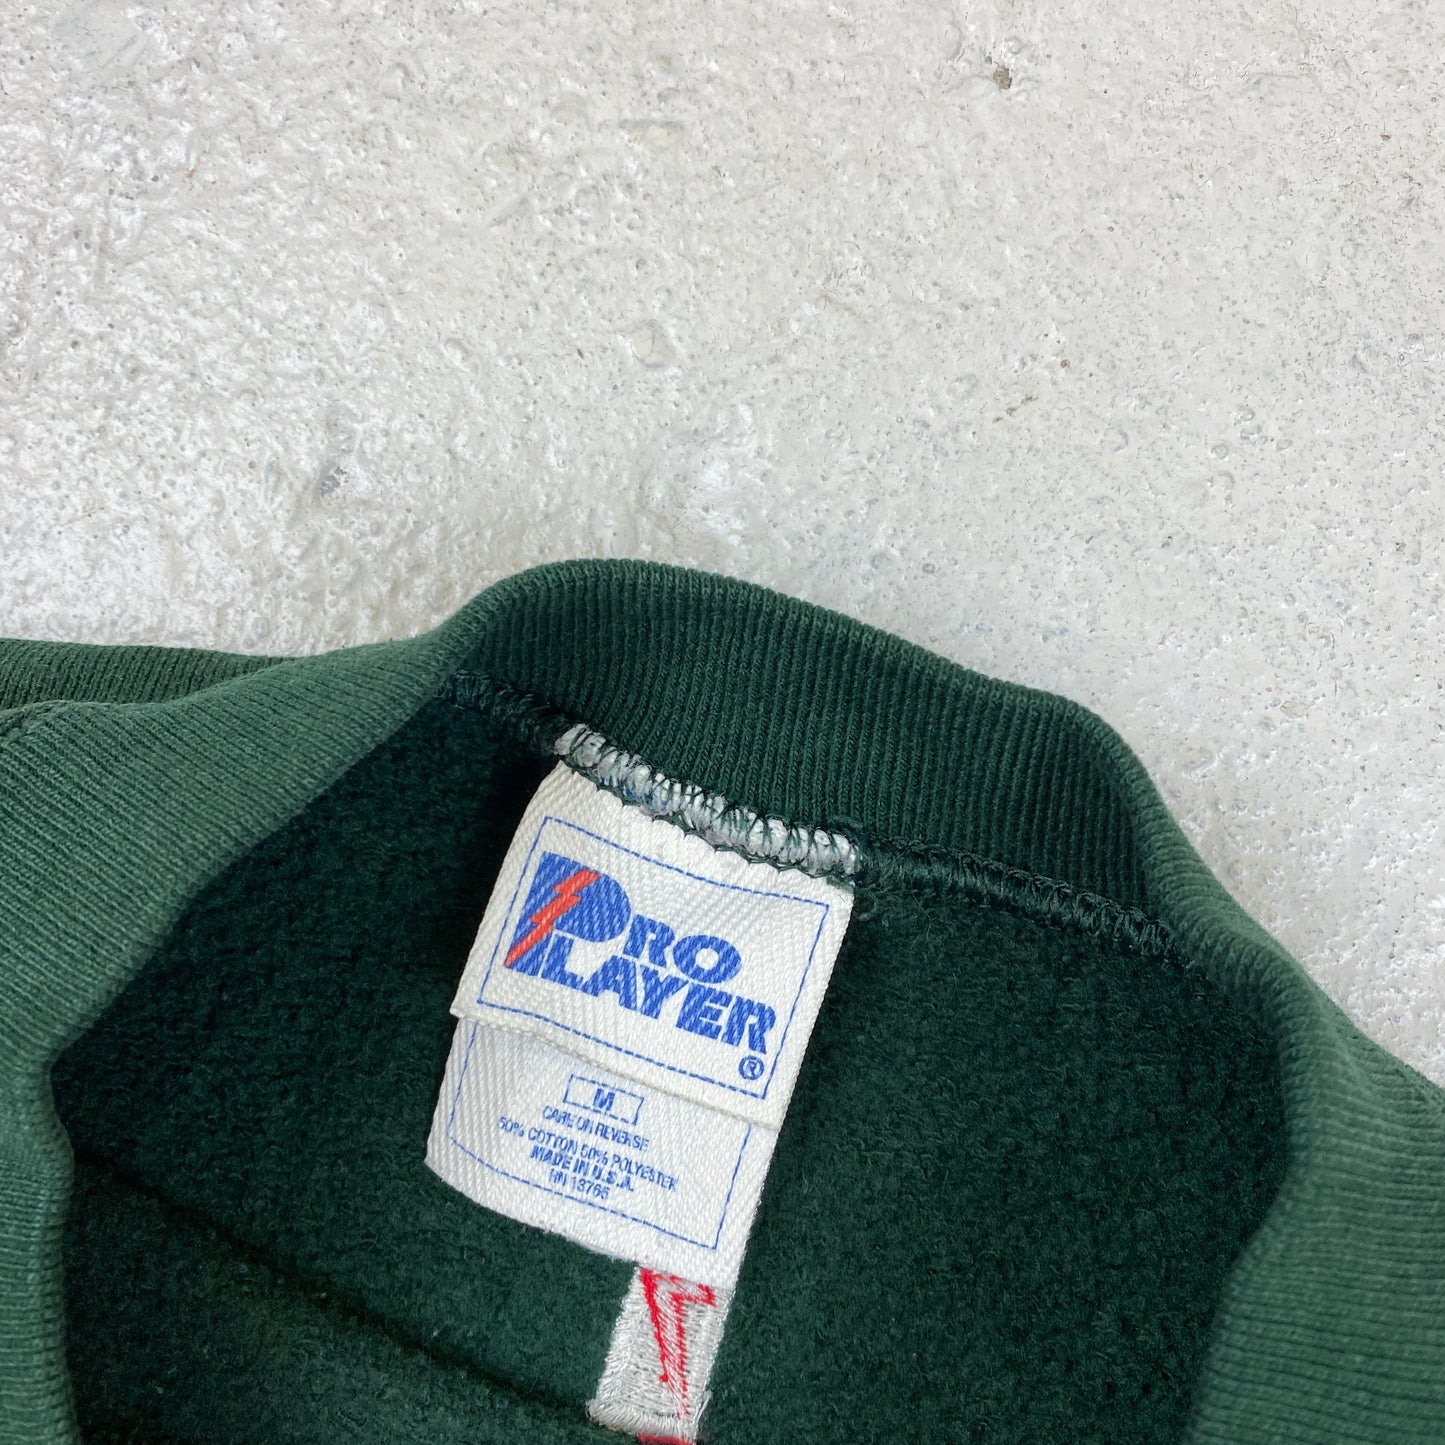 PRO
PLAYER
®
M
CARE ON REVERSE
50% COTTON 50% POLYESTER
MADE IN U.S.A.
RN 13765